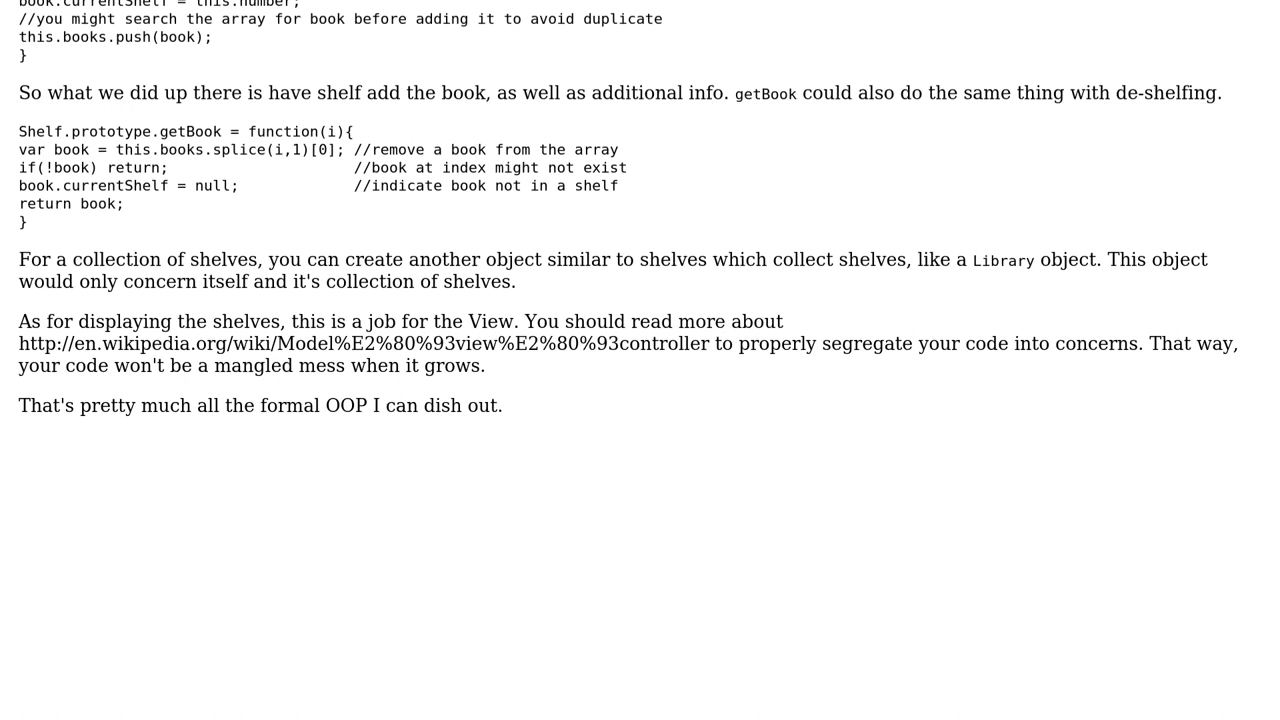 book.currentShelf = this.number;
//you might search the array for book before adding it to avoid duplicate
this.books.push(book);
}
So what we did up there is have shelf add the book, as well as additional info. getBook could also do the same thing with de-shelfing.
Shelf.prototype.getBook = function(i){
var book = this.books.splice(i,1)[0]; //remove a book from the array
if(!book) return;                     //book at index might not exist
book.currentShelf = null;             //indicate book not in a shelf
return book;
}
For a collection of shelves, you can create another object similar to shelves which collect shelves, like a Library object. This object
would only concern itself and it's collection of shelves.
As for displaying the shelves, this is a job for the View. You should read more about
http://en.wikipedia.org/wiki/Model%E2%80%93view%E2%80%93controller to properly segregate your code into concerns. That way,
your code won't be a mangled mess when it grows.
That's pretty much all the formal OOP I can dish out.